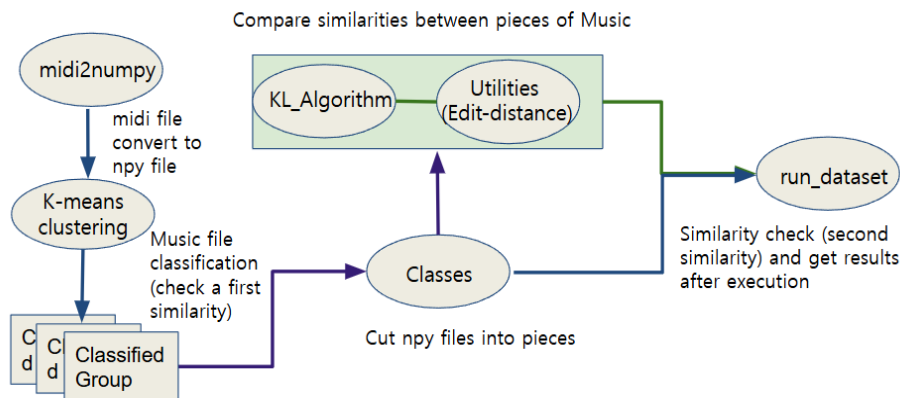 Compare similarities between pieces of Music
midi2numpy
KL_Algorithm
Utilities
(Edit-distance)
midi file
convert to
npy file
run_dataset
K-means
clustering
Music file
classification
(check a first
similarity)
Classes
Similarity check (second
similarity) and get results
after execution
Cut npy files into pieces
C
d
Cl
d
Classified
Group